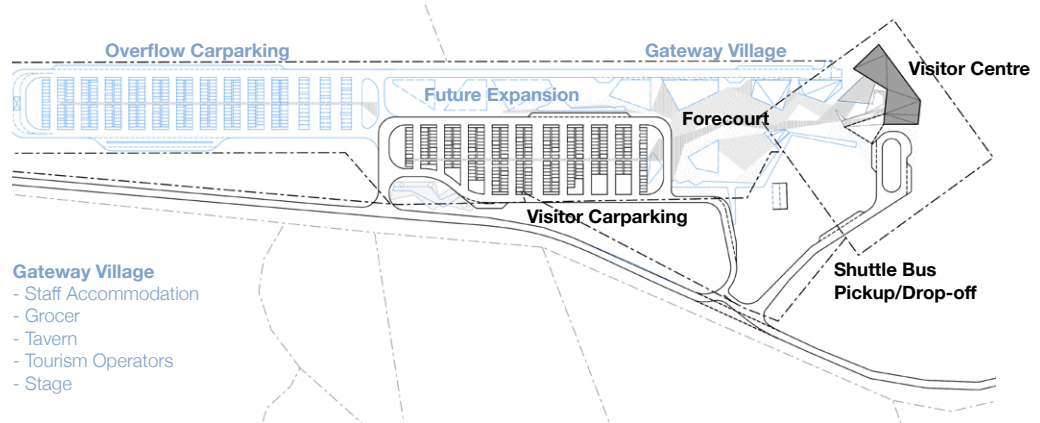 Overflow Carparking
Gateway Village
Visitor Centre
Future Expansion
Forecourt
Visitor Carparking
Shuttle Bus
Pickup/Drop-off
Gateway Village
- Staff Accommodation
- Grocer
- Tavern
- Tourism Operators
- Stage